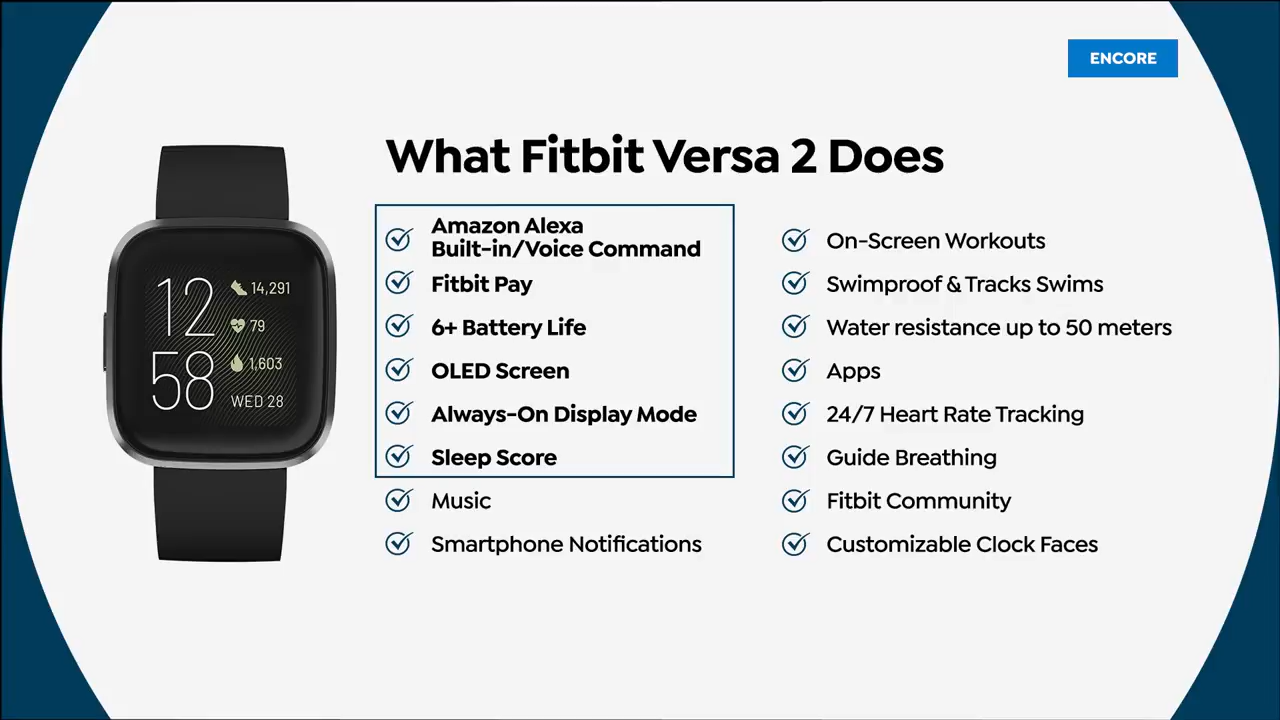 ENCORE
What Fitbit Versa 2 Does
12
58
14,291
79
1,603
WED 28
Amazon Alexa
Built-in/Voice Command
Fitbit Pay
6+ Battery Life
OLED Screen
Always-On Display Mode
Sleep Score
Music
Smartphone Notifications
On-Screen Workouts
Swimproof & Tracks Swims
Water resistance up to 50 meters
Apps
24/7 Heart Rate Tracking
Guide Breathing
Fitbit Community
Customizable Clock Faces